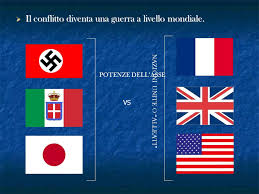 Il conflitto diventa una guerra a livello mondiale.
POTENZE DELL'ASSE
VS
NAZIONI UNITE O "ALLEATI"